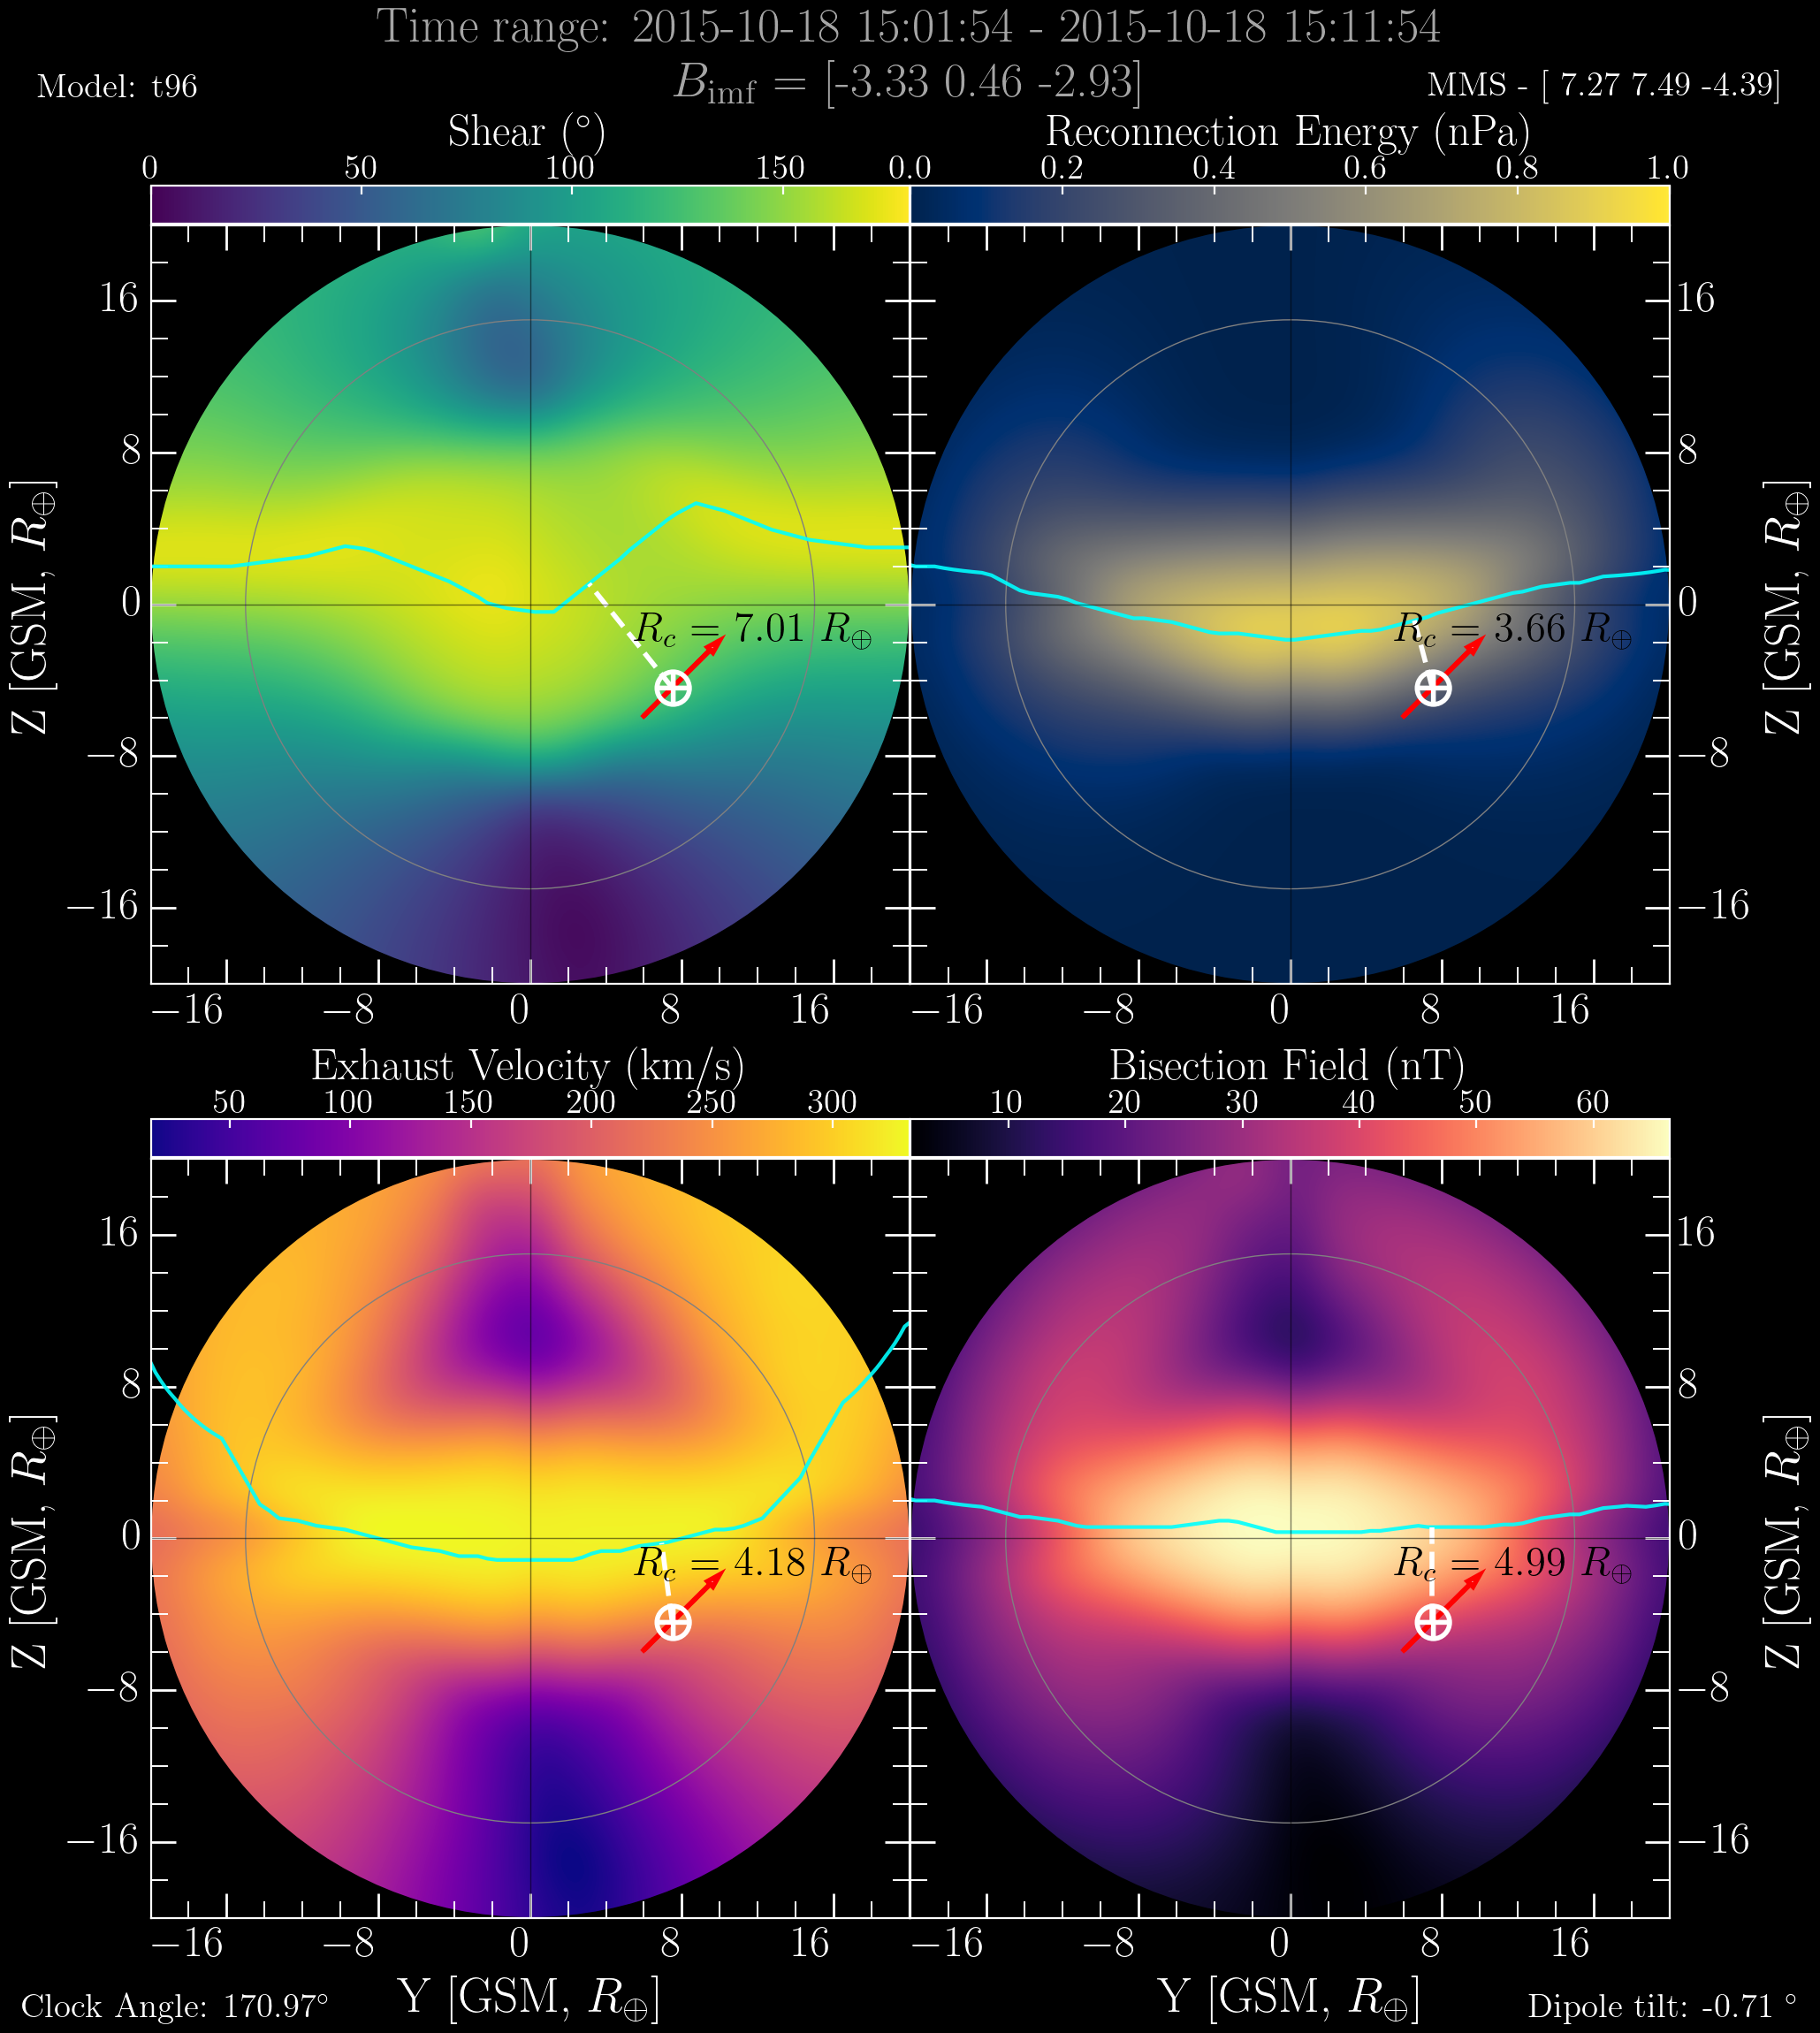 Time range: 2015-10-18 15:01:54 - 2015-10-18 15:11:54
Model: t96
B_imf = [-3.33 0.46 -2.93]
MMS - [ 7.27 7.49 -4.39]
Shear (°)
Reconnection Energy (nPa)
0 50 100 150
0.0 0.2 0.4 0.6 0.8 1.0
16
8
0
−8
−16
Z [GSM, R⊕]
R_c = 7.01 R⊕
R_c = 3.66 R⊕
16
8
0
−8
−16
Z [GSM, R⊕]
−16 −8 0 8 16
−16 −8 0 8 16
Exhaust Velocity (km/s)
Bisection Field (nT)
50 100 150 200 250 300
10 20 30 40 50 60
16
8
0
−8
−16
Z [GSM, R⊕]
R_c = 4.18 R⊕
R_c = 4.99 R⊕
16
8
0
−8
−16
Z [GSM, R⊕]
−16 −8 0 8 16
−16 −8 0 8 16
Y [GSM, R⊕]
Y [GSM, R⊕]
Clock Angle: 170.97°
Dipole tilt: -0.71 °